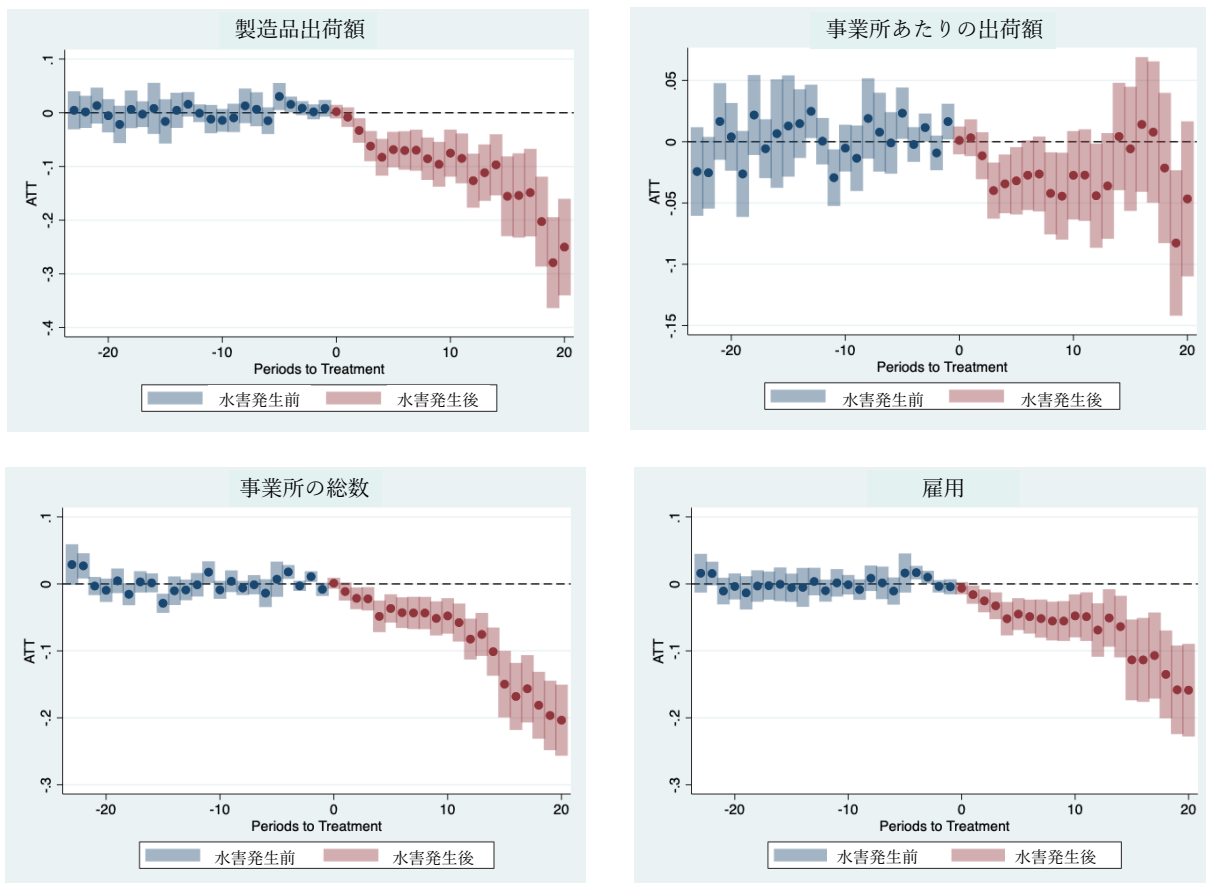 製造品出荷額
.1
0
-.1
-.2
-.3
-.4
ATT
-20
-10
0
10
20
Periods to Treatment
水害発生前
水害発生後
事業所あたりの出荷額
.05
0
-.05
-.1
-.15
ATT
-20
-10
0
10
20
Periods to Treatment
水害発生前
水害発生後
事業所の総数
.1
0
-.1
-.2
-.3
ATT
-20
-10
0
10
20
Periods to Treatment
水害発生前
水害発生後
雇用
.1
0
-.1
-.2
-.3
ATT
-20
-10
0
10
20
Periods to Treatment
水害発生前
水害発生後